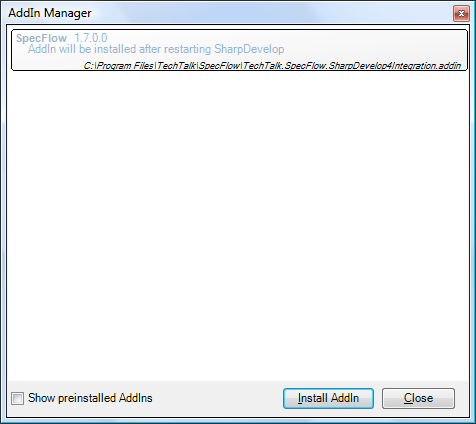 AddIn Manager
SpecFlow 1.7.0.0
AddIn will be installed after restarting SharpDevelop
C:\Program Files\TechTalk\SpecFlow\TechTalk.SpecFlow.SharpDevelop4Integration.addin
Show preinstalled AddIns
Install AddIn
Close